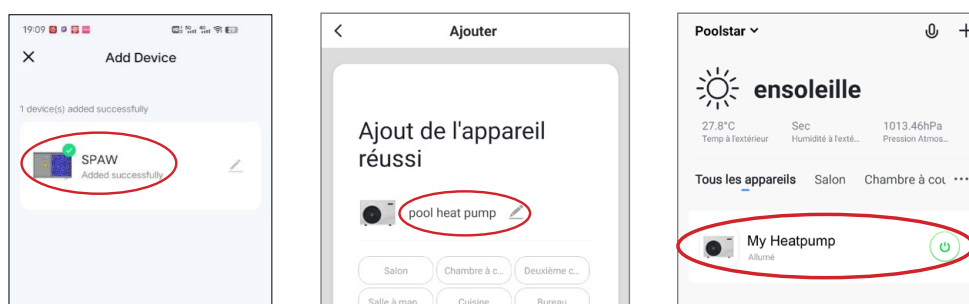 19:09
Add Device
1 device(s) added successfully
SPAW
Added successfully
Ajouter
Ajout de l'appareil
réussi
pool heat pump
Salon Chambre à c... Deuxième c...
Salle à man Cuisine Bureau
Poolstar
ensoleille
27.8°C Sec 1013.46hPa
Temp à l'extérieur Humidité à l'exté... Pression Atmos...
Tous les appareils Salon Chambre à cou ...
My Heatpump
Allumé